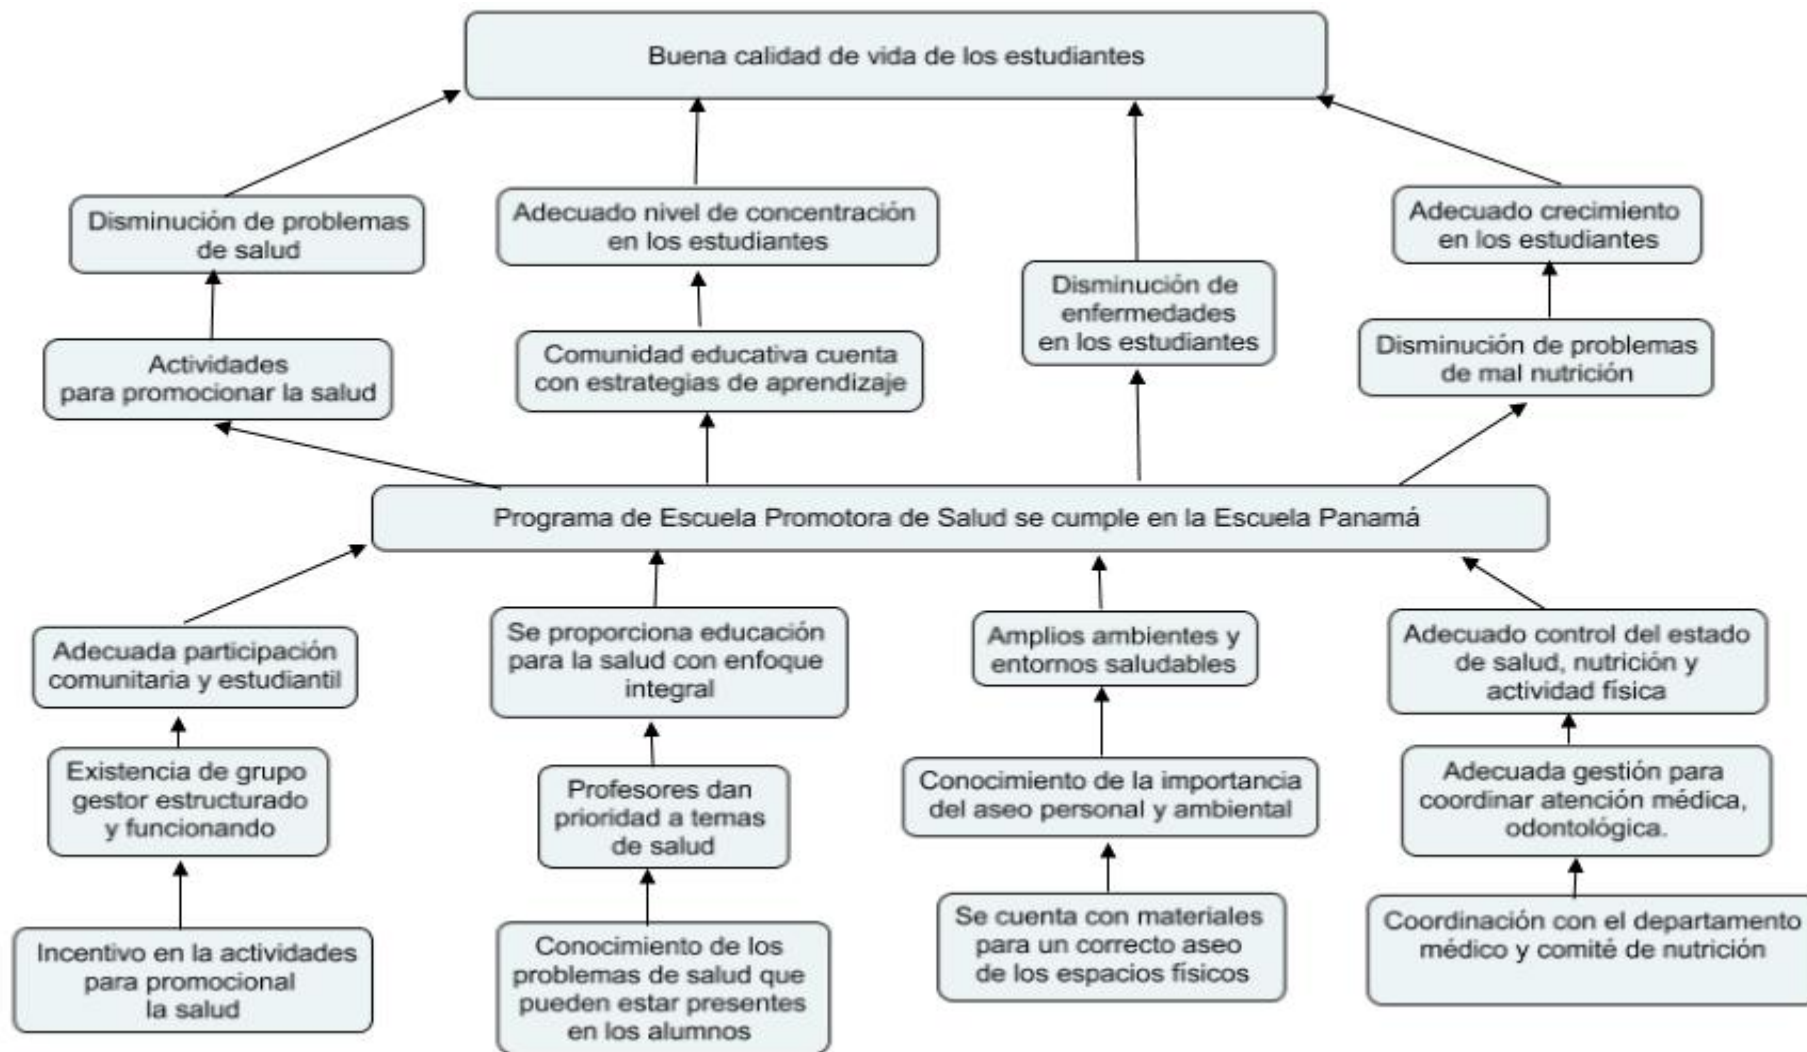 Buena calidad de vida de los estudiantes
Disminución de problemas
de salud
Adecuado nivel de concentración
en los estudiantes
Adecuado crecimiento
en los estudiantes
Disminución de
enfermedades
en los estudiantes
Actividades
para promocionar la salud
Comunidad educativa cuenta
con estrategias de aprendizaje
Disminución de problemas
de mal nutrición
Programa de Escuela Promotora de Salud se cumple en la Escuela Panamá
Adecuada participación
comunitaria y estudiantil
Se proporciona educación
para la salud con enfoque
integral
Amplios ambientes y
entornos saludables
Adecuado control del estado
de salud, nutrición y
actividad física
Existencia de grupo
gestor estructurado
y funcionando
Profesores dan
prioridad a temas
de salud
Conocimiento de la importancia
del aseo personal y ambiental
Adecuada gestión para
coordinar atención médica,
odontológica.
Incentivo en la actividades
para promocional
la salud
Conocimiento de los
problemas de salud que
pueden estar presentes
en los alumnos
Se cuenta con materiales
para un correcto aseo
de los espacios físicos
Coordinación con el departamento
médico y comité de nutrición